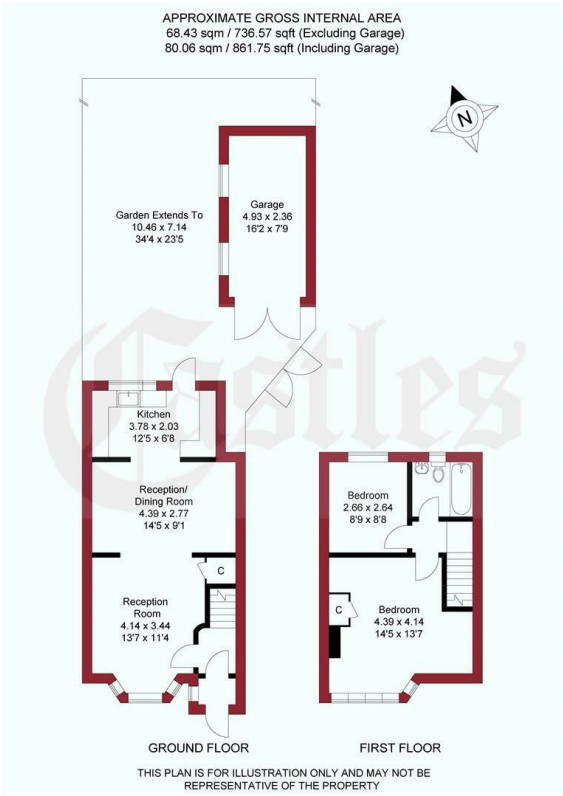 APPROXIMATE GROSS INTERNAL AREA
68.43 sqm / 736.57 sqft (Excluding Garage)
80.06 sqm / 861.75 sqft (Including Garage)
N
Garage
4.93 x 2.36
16'2 x 7'9
Garden Extends To
10.46 x 7.14
34'4 x 23'5
Castles
Kitchen
3.78 x 2.03
12'5 x 6'8
Reception/
Dining Room
4.39 x 2.77
14'5 x 9'1
C
Reception
Room
4.14 x 3.44
13'7 x 11'4
Bedroom
2.66 x 2.64
8'9 x 8'8
C
Bedroom
4.39 x 4.14
14'5 x 13'7
GROUND FLOOR
FIRST FLOOR
THIS PLAN IS FOR ILLUSTRATION ONLY AND MAY NOT BE
REPRESENTATIVE OF THE PROPERTY